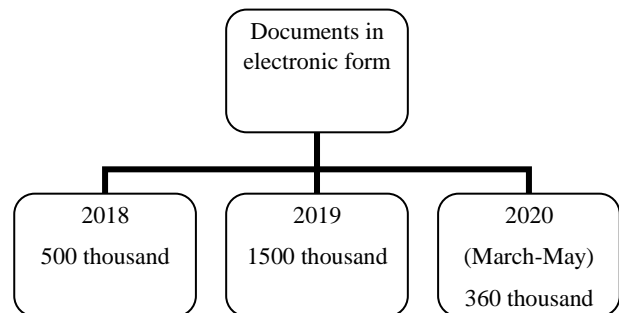 Documents in
electronic form
2018
500 thousand
2019
1500 thousand
2020
(March-May)
360 thousand